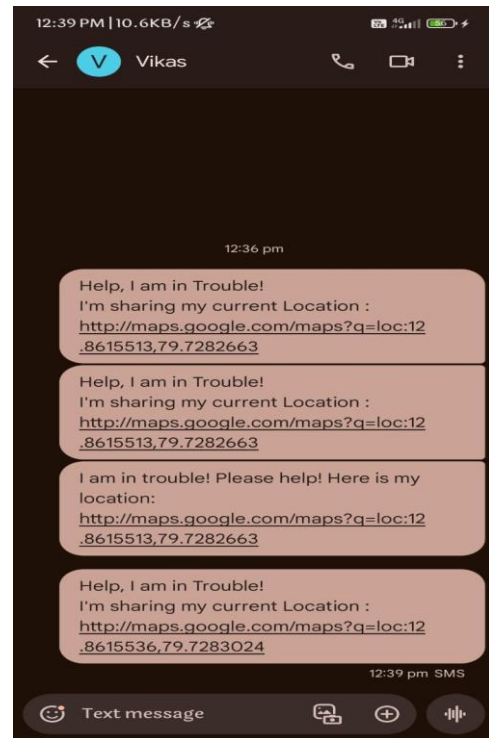 12:39 PM | 10.6KB/s
4G
56
V Vikas
12:36 pm
Help, I am in Trouble!
I'm sharing my current Location :
http://maps.google.com/maps?q=loc:12
.8615513,79.7282663
Help, I am in Trouble!
I'm sharing my current Location :
http://maps.google.com/maps?q=loc:12
.8615513,79.7282663
I am in trouble! Please help! Here is my
location:
http://maps.google.com/maps?q=loc:12
.8615513,79.7282663
Help, I am in Trouble!
I'm sharing my current Location :
http://maps.google.com/maps?q=loc:12
.8615536,79.7283024
12:39 pm SMS
Text message